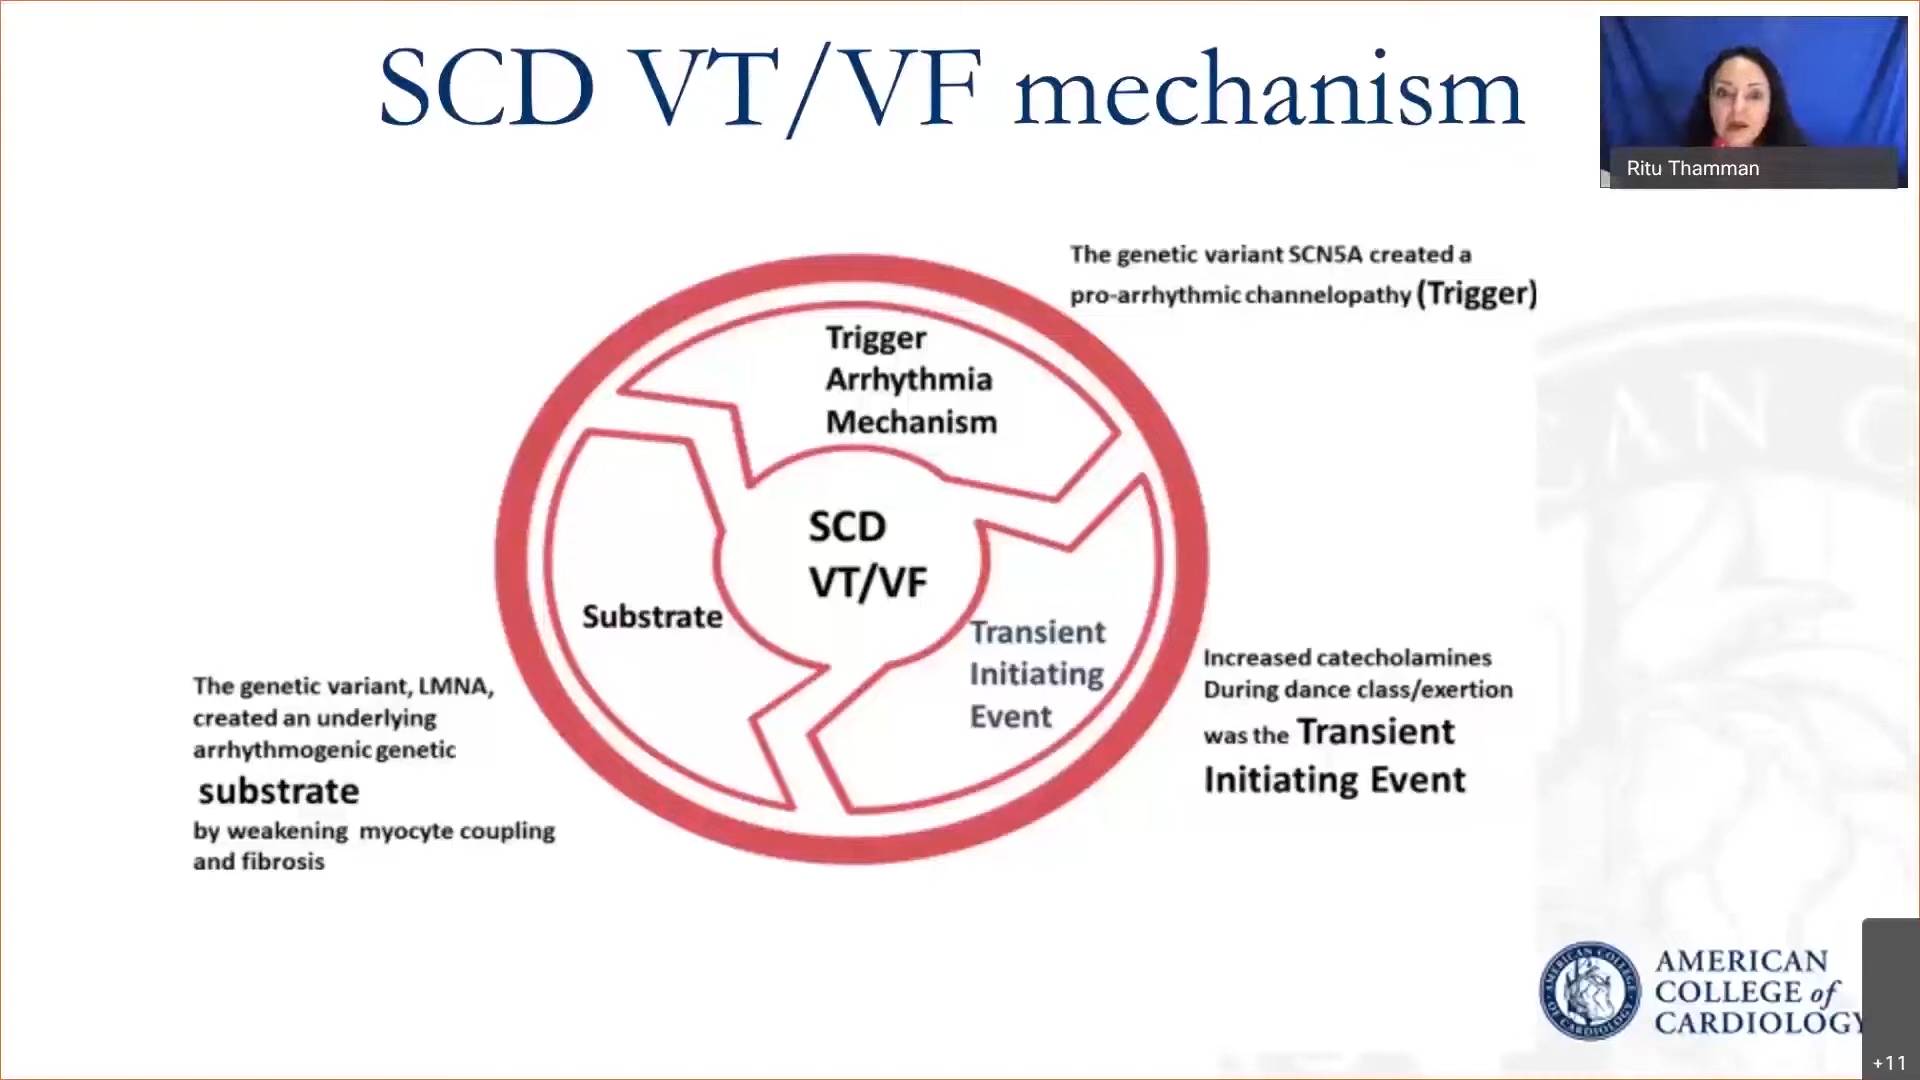 SCD VT/VF mechanism
Ritu Thamman
The genetic variant SCN5A created a
pro-arrhythmic channelopathy (Trigger)
Trigger
Arrhythmia
Mechanism
SCD
VT/VF
Substrate
Transient
Initiating
Event
The genetic variant, LMNA,
created an underlying
arrhythmogenic genetic
substrate
by weakening myocyte coupling
and fibrosis
Increased catecholamines
During dance class/exertion
was the Transient
Initiating Event
AMERICAN
COLLEGE of
CARDIOLOGY
+11